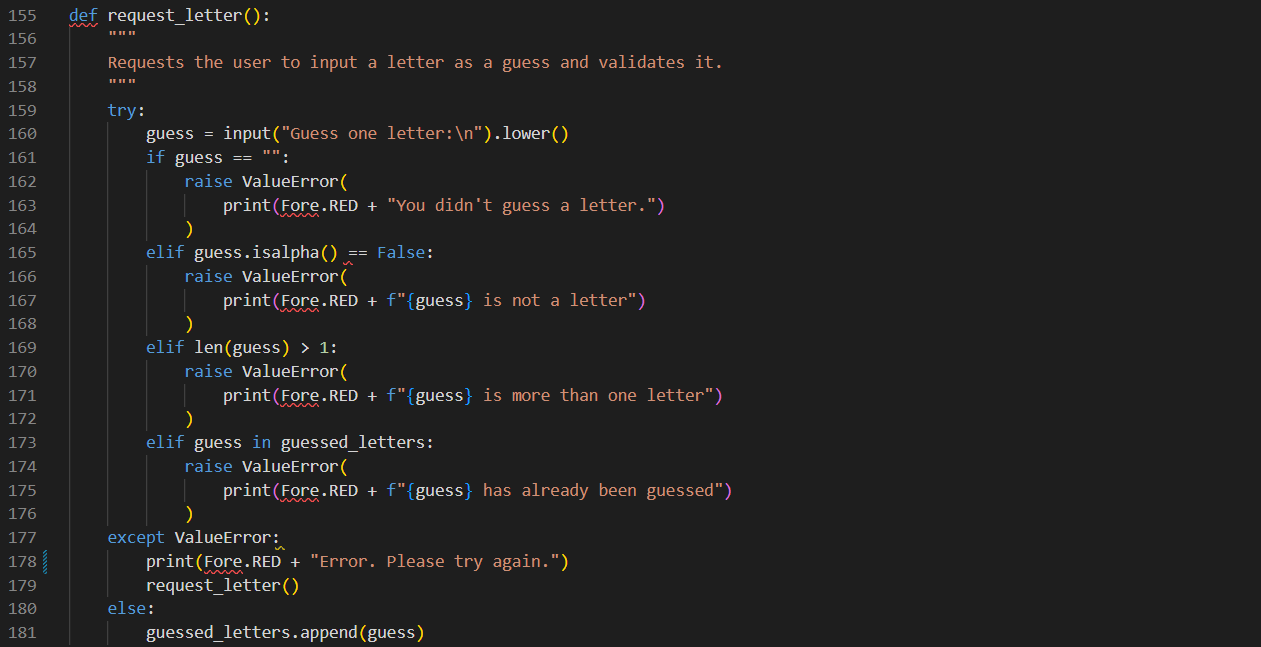 155 def request_letter():
156     """
157     Requests the user to input a letter as a guess and validates it.
158     """
159     try:
160         guess = input("Guess one letter:\n").lower()
161         if guess == "":
162             raise ValueError(
163                 print(Fore.RED + "You didn't guess a letter.")
164             )
165         elif guess.isalpha() == False:
166             raise ValueError(
167                 print(Fore.RED + f"{guess} is not a letter")
168             )
169         elif len(guess) > 1:
170             raise ValueError(
171                 print(Fore.RED + f"{guess} is more than one letter")
172             )
173         elif guess in guessed_letters:
174             raise ValueError(
175                 print(Fore.RED + f"{guess} has already been guessed")
176             )
177     except ValueError:
178         print(Fore.RED + "Error. Please try again.")
179         request_letter()
180     else:
181         guessed_letters.append(guess)